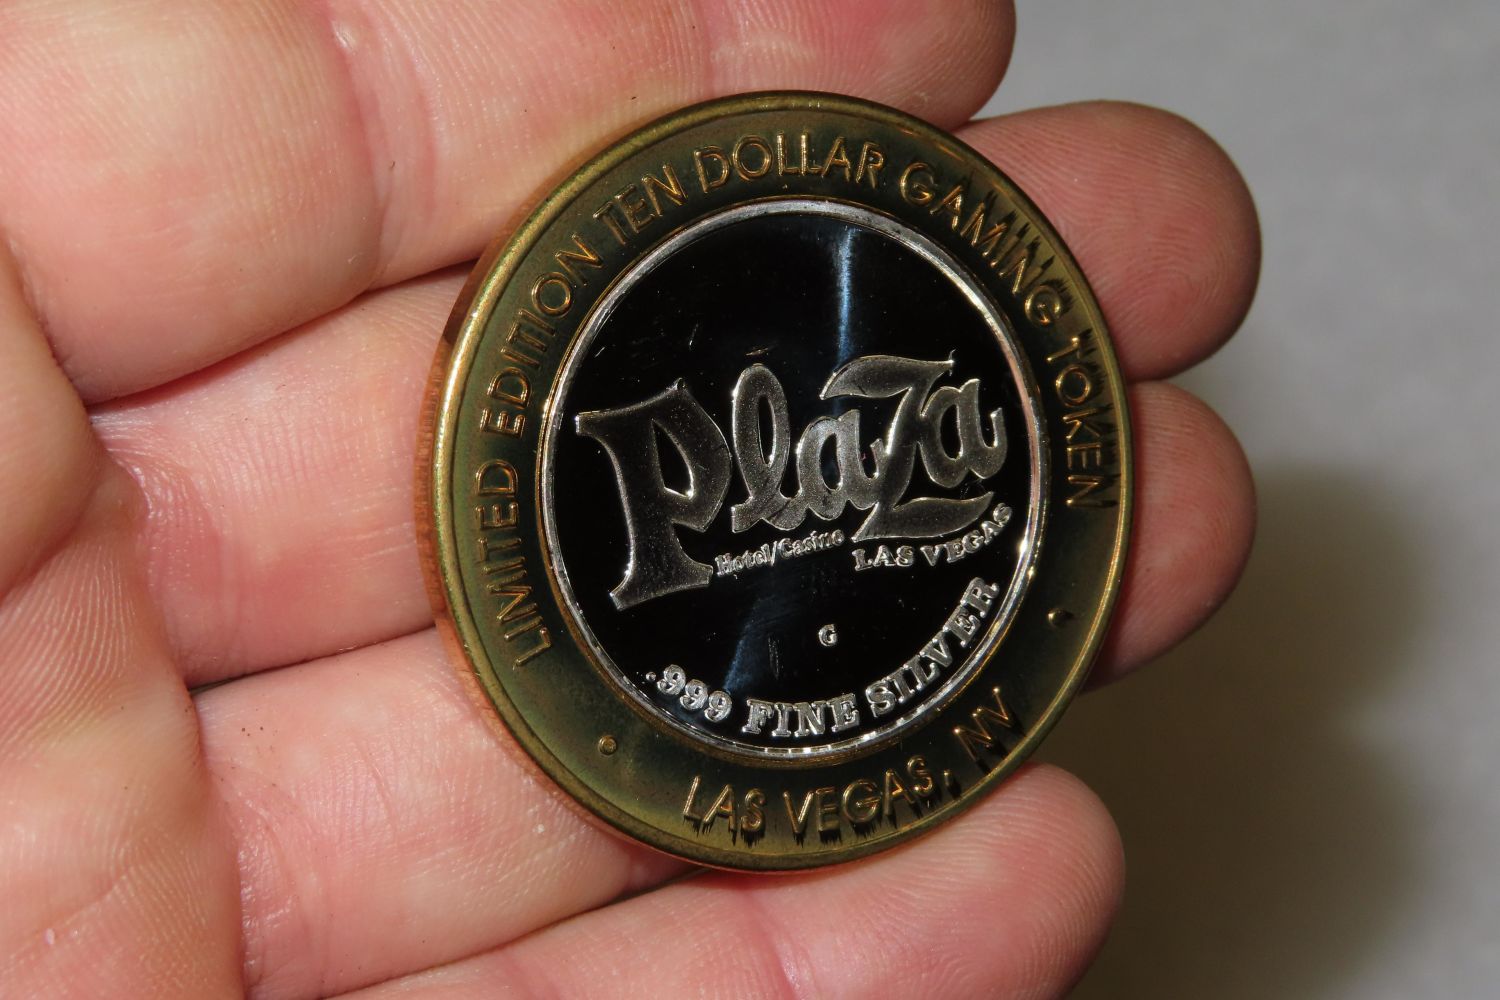 LIMITED EDITION TEN DOLLAR GAMING TOKEN
Plaza
Hotel/Casino LAS VEGAS
G
.999 FINE SILVER
LAS VEGAS, NV